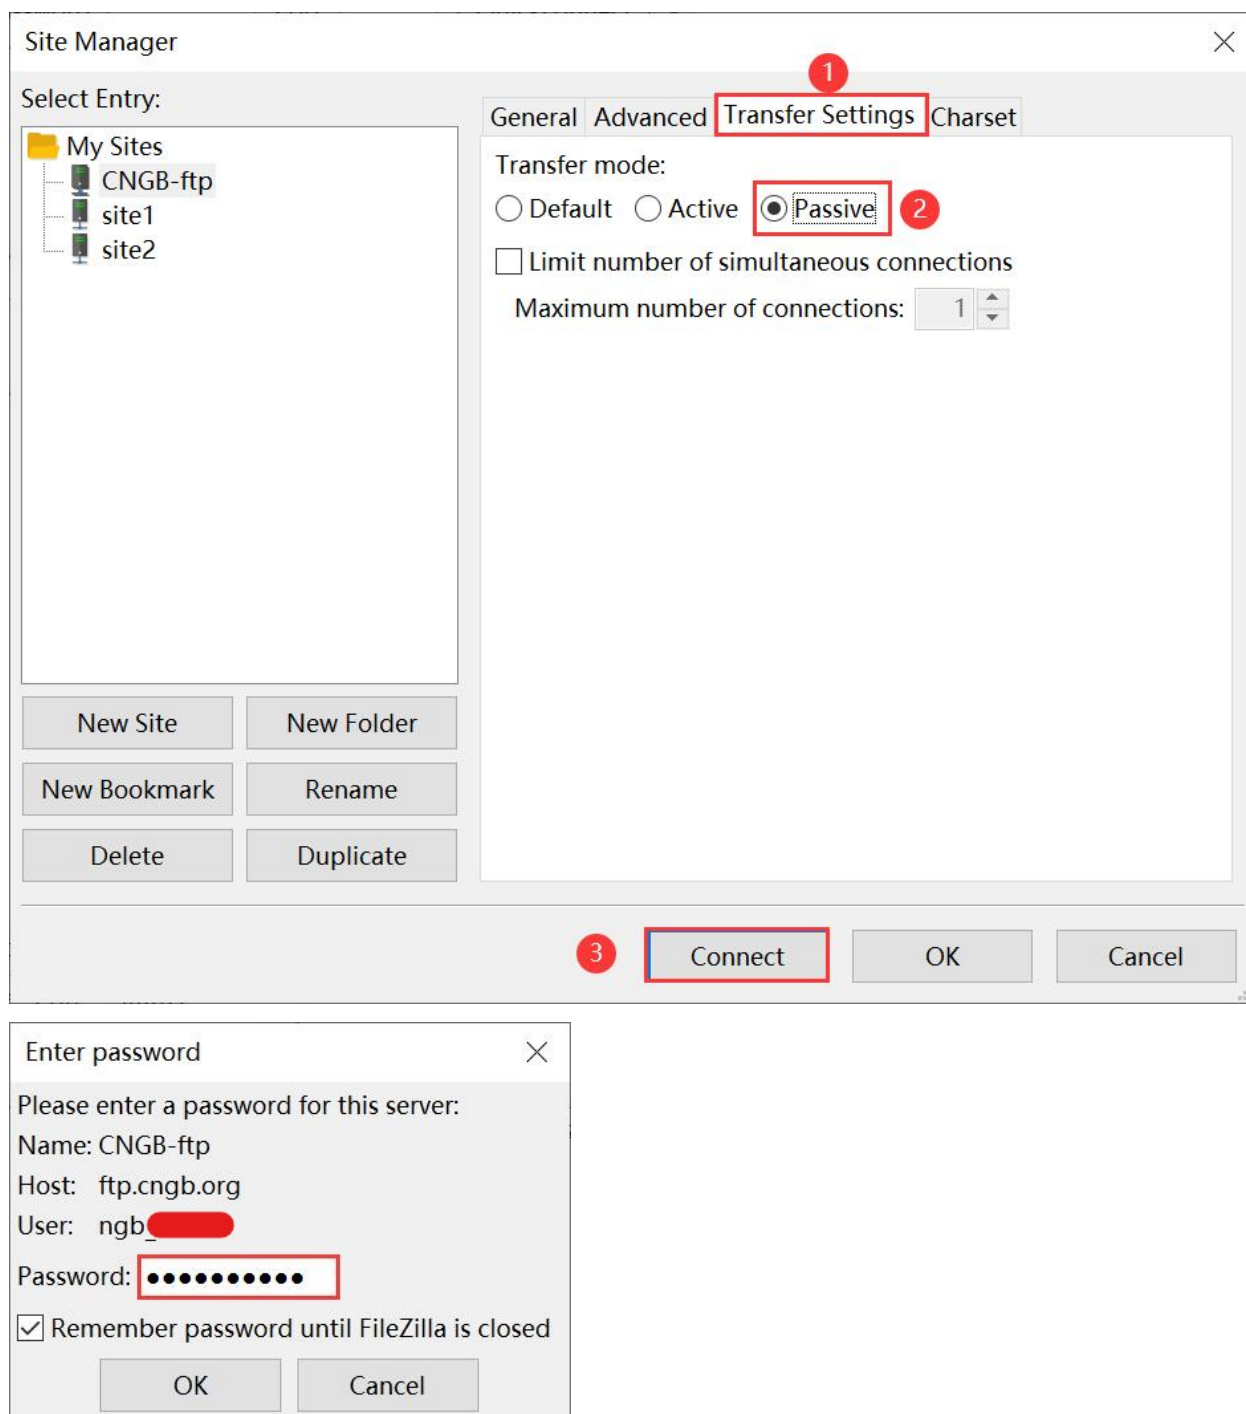 Site Manager
Select Entry:
My Sites
CNGB-ftp
site1
site2
New Site
New Folder
New Bookmark
Rename
Delete
Duplicate
1
General Advanced Transfer Settings Charset
Transfer mode:
Default Active Passive 2
Limit number of simultaneous connections
Maximum number of connections: 1
3 Connect OK Cancel
Enter password
Please enter a password for this server:
Name: CNGB-ftp
Host: ftp.cngb.org
User: ngb_
Password: ●●●●●●●●●●
Remember password until FileZilla is closed
OK Cancel